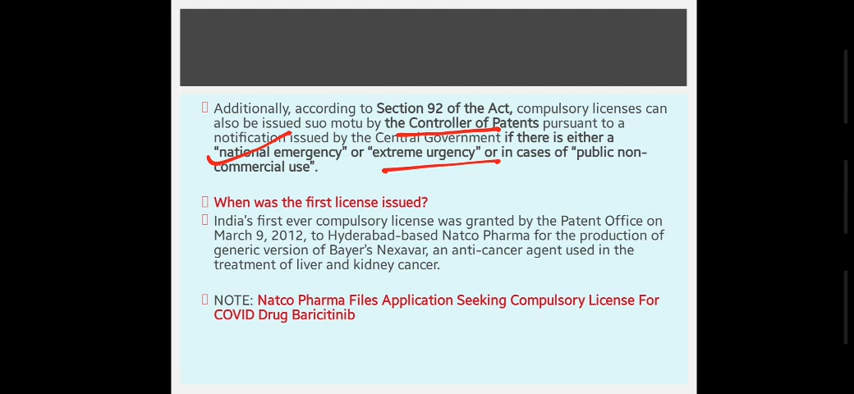 Additionally, according to Section 92 of the Act, compulsory licenses can
also be issued suo motu by the Controller of Patents pursuant to a
notification issued by the Central Government if there is either a
"national emergency" or "extreme urgency" or in cases of "public non-
commercial use".
When was the first license issued?
India's first ever compulsory license was granted by the Patent Office on
March 9, 2012, to Hyderabad-based Natco Pharma for the production of
generic version of Bayer's Nexavar, an anti-cancer agent used in the
treatment of liver and kidney cancer.
NOTE: Natco Pharma Files Application Seeking Compulsory License For
COVID Drug Baricitinib